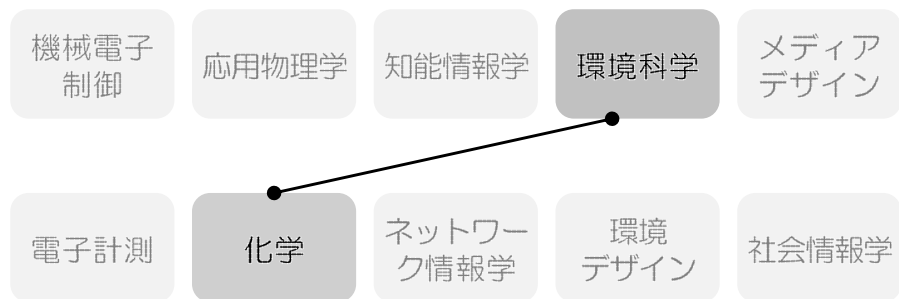 機械電子
制御
応用物理学
知能情報学
環境科学
メディア
デザイン
電子計測
化学
ネットワー
ク情報学
環境
デザイン
社会情報学